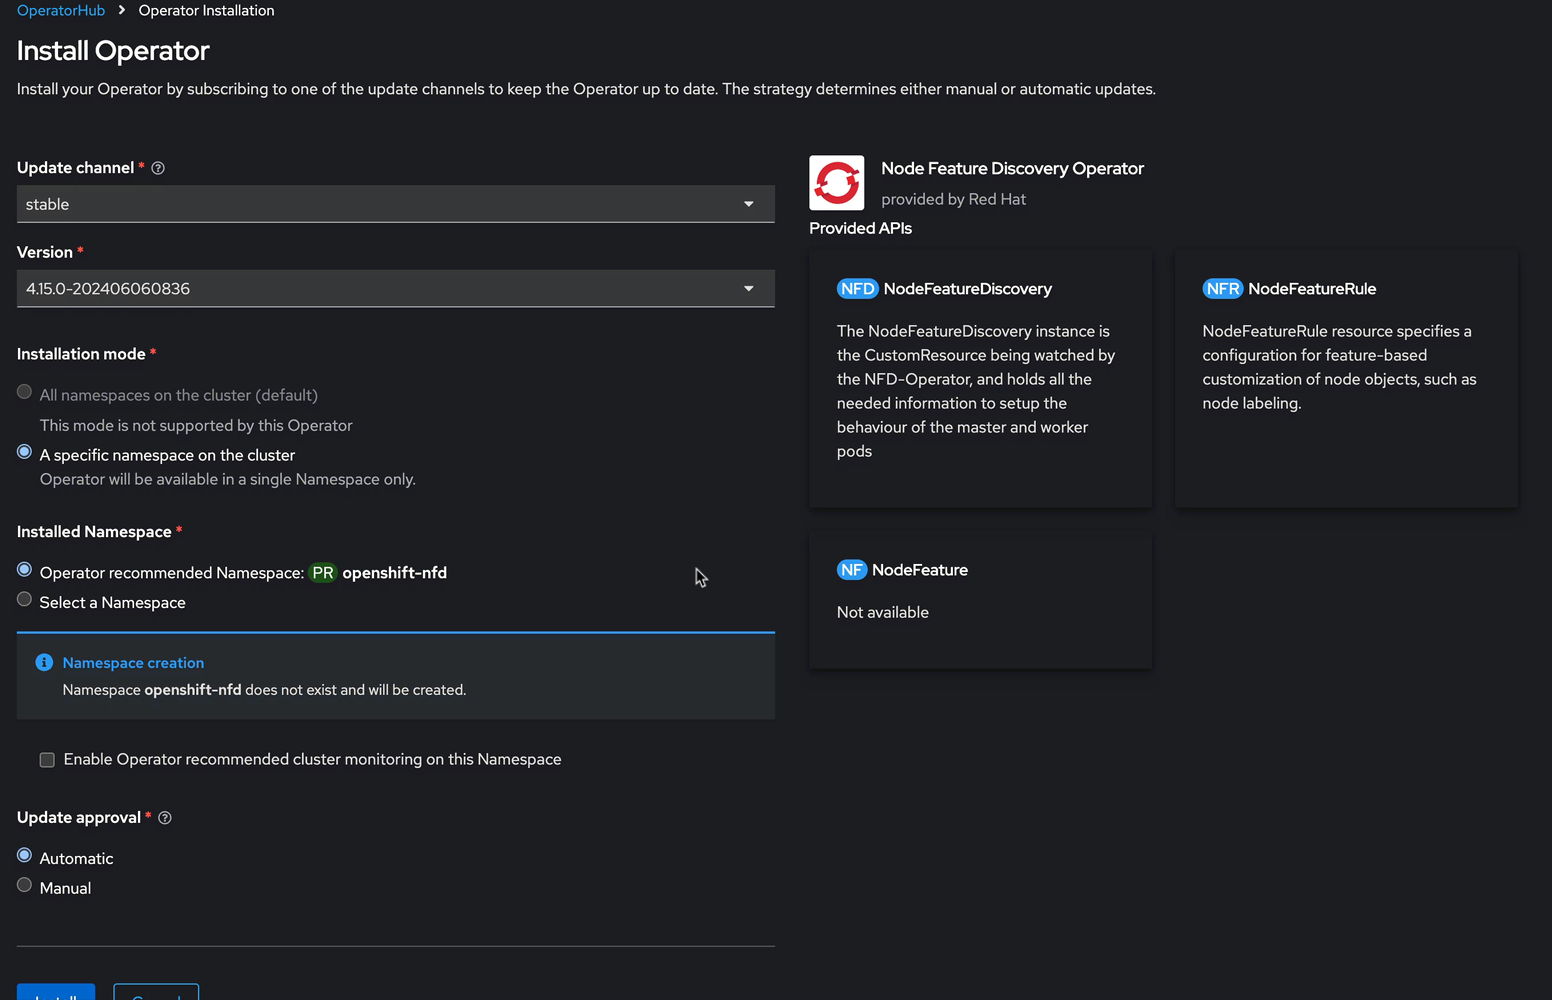 OperatorHub > Operator Installation
Install Operator
Install your Operator by subscribing to one of the update channels to keep the Operator up to date. The strategy determines either manual or automatic updates.
Update channel *
stable
Version *
4.15.0-202406060836
Installation mode *
All namespaces on the cluster (default)
This mode is not supported by this Operator
A specific namespace on the cluster
Operator will be available in a single Namespace only.
Installed Namespace *
Operator recommended Namespace: PR openshift-nfd
Select a Namespace
Namespace creation
Namespace openshift-nfd does not exist and will be created.
Enable Operator recommended cluster monitoring on this Namespace
Update approval *
Automatic
Manual
Node Feature Discovery Operator
provided by Red Hat
Provided APIs
NFD NodeFeatureDiscovery
The NodeFeatureDiscovery instance is
the CustomResource being watched by
the NFD-Operator, and holds all the
needed information to setup the
behaviour of the master and worker
pods
NFR NodeFeatureRule
NodeFeatureRule resource specifies a
configuration for feature-based
customization of node objects, such as
node labeling.
NF NodeFeature
Not available